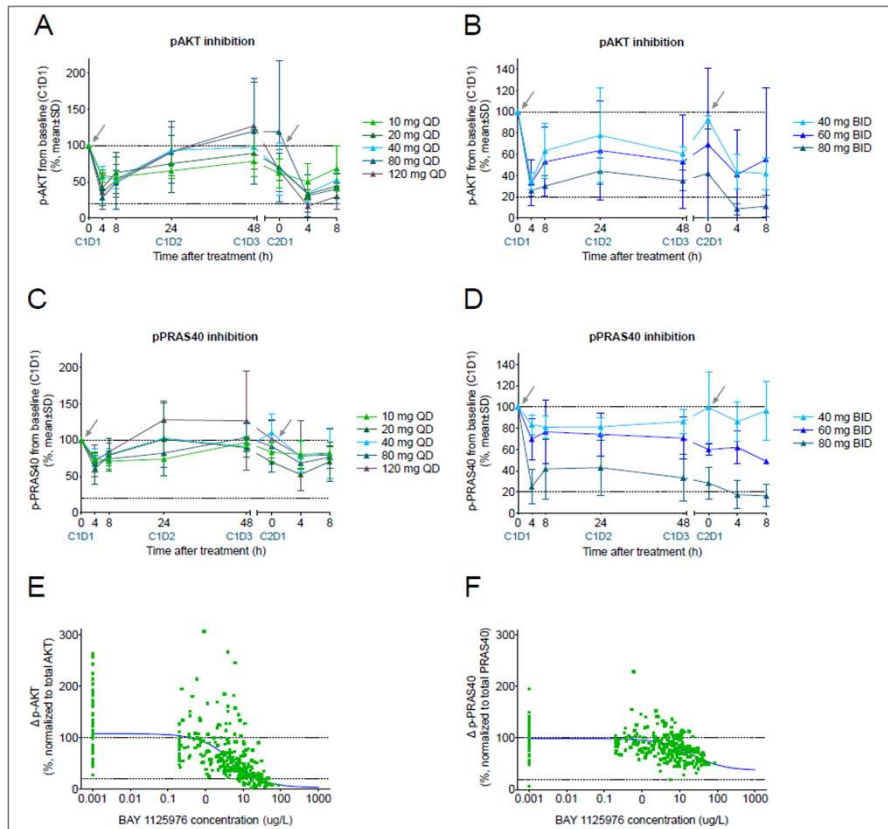 A
pAKT inhibition
p-AKT from baseline (C1D1)
(%, mean±SD)
200
150
100
50
0
0 4 8 24 48 0 4 8
C1D1 C1D2 C1D3 C2D1
Time after treatment (h)
10 mg QD
20 mg QD
40 mg QD
80 mg QD
120 mg QD
B
pAKT inhibition
p-AKT from baseline (C1D1)
(%, mean±SD)
140
120
100
80
60
40
20
0
0 4 8 24 48 0 4 8
C1D1 C1D2 C1D3 C2D1
Time after treatment (h)
40 mg BID
60 mg BID
80 mg BID
C
pPRAS40 inhibition
p-PRAS40 from baseline (C1D1)
(%, mean±SD)
200
150
100
50
0
0 4 8 24 48 0 4 8
C1D1 C1D2 C1D3 C2D1
Time after treatment (h)
10 mg QD
20 mg QD
40 mg QD
80 mg QD
120 mg QD
D
pPRAS40 inhibition
p-PRAS40 from baseline (C1D1)
(%, mean±SD)
140
120
100
80
60
40
20
0
0 4 8 24 48 0 4 8
C1D1 C1D2 C1D3 C2D1
Time after treatment (h)
40 mg BID
60 mg BID
80 mg BID
E
Δ p-AKT
(%, normalized to total AKT)
300
200
100
0
0.001 0.01 0.1 0 10 100 1000
BAY 1125976 concentration (ug/L)
F
Δ p-PRAS40
(%, normalized to total PRAS40)
300
200
100
0
0.001 0.01 0.1 0 10 100 1000
BAY 1125976 concentration (ug/L)